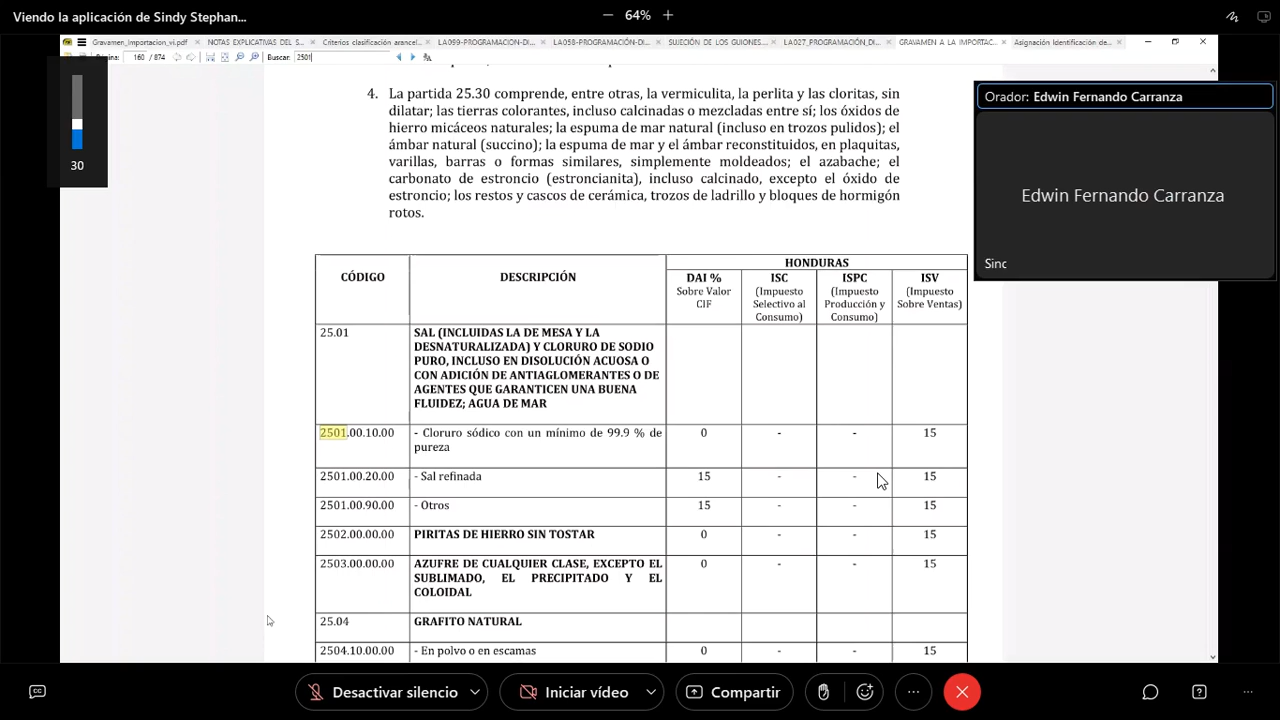 Viendo la aplicación de Sindy Stephan...
64%
Gravamen_Importacion_vi.pdf
NOTAS EXPLICATIVAS DEL S...
Criterios clasificación arancel...
LA099-PROGRAMACION-DI...
LA058-PROGRAMACIÓN-DI...
SUJECIÓN DE LOS GUIONES...
LA027_PROGRAMACIÓN_DI...
GRAVAMEN A LA IMPORTAC...
Asignación Identificación de...
160 / 874
Buscar: 2501
30
4. La partida 25.30 comprende, entre otras, la vermiculita, la perlita y las cloritas, sin
dilatar; las tierras colorantes, incluso calcinadas o mezcladas entre sí; los óxidos de
hierro micáceos naturales; la espuma de mar natural (incluso en trozos pulidos); el
ámbar natural (succino); la espuma de mar y el ámbar reconstituidos, en plaquitas,
varillas, barras o formas similares, simplemente moldeados; el azabache; el
carbonato de estroncio (estroncianita), incluso calcinado, excepto el óxido de
estroncio; los restos y cascos de cerámica, trozos de ladrillo y bloques de hormigón
rotos.
Orador: Edwin Fernando Carranza
Edwin Fernando Carranza
Sinc
HONDURAS
CÓDIGO DESCRIPCIÓN DAI % ISC ISPC ISV
Sobre Valor (Impuesto (Impuesto (Impuesto
CIF Selectivo al Producción y Sobre Ventas)
Consumo) Consumo)
25.01 SAL (INCLUIDAS LA DE MESA Y LA
DESNATURALIZADA) Y CLORURO DE SODIO
PURO, INCLUSO EN DISOLUCIÓN ACUOSA O
CON ADICIÓN DE ANTIAGLOMERANTES O DE
AGENTES QUE GARANTICEN UNA BUENA
FLUIDEZ; AGUA DE MAR
2501.00.10.00 - Cloruro sódico con un mínimo de 99.9 % de 0 - - 15
pureza
2501.00.20.00 - Sal refinada 15 - - 15
2501.00.90.00 - Otros 15 - - 15
2502.00.00.00 PIRITAS DE HIERRO SIN TOSTAR 0 - - 15
2503.00.00.00 AZUFRE DE CUALQUIER CLASE, EXCEPTO EL 0 - - 15
SUBLIMADO, EL PRECIPITADO Y EL
COLOIDAL
25.04 GRAFITO NATURAL
2504.10.00.00 - En polvo o en escamas 0 - - 15
Desactivar silencio
Iniciar vídeo
Compartir